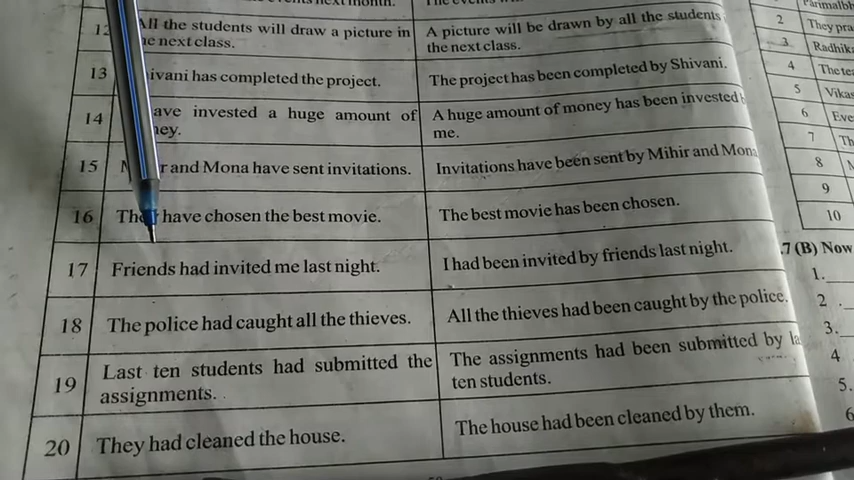 next month.
The events
12 All the students will draw a picture in
the next class.
A picture will be drawn by all the students
the next class.
13 ivani has completed the project.
The project has been completed by Shivani.
14 ave invested a huge amount of
ney.
A huge amount of money has been invested
me.
15 r and Mona have sent invitations.
Invitations have been sent by Mihir and Mona
16 They have chosen the best movie.
The best movie has been chosen.
17 Friends had invited me last night.
I had been invited by friends last night.
18 The police had caught all the thieves.
All the thieves had been caught by the police.
19 Last ten students had submitted the
assignments.
The assignments had been submitted by la
ten students.
20 They had cleaned the house.
The house had been cleaned by them.
Parimalbh
2 They pra
3 Radhika
4 The tea
5 Vikas
6 Eve
7 Th
8
9
10
.7 (B) Now
1.
2.
3.
4
5.
6